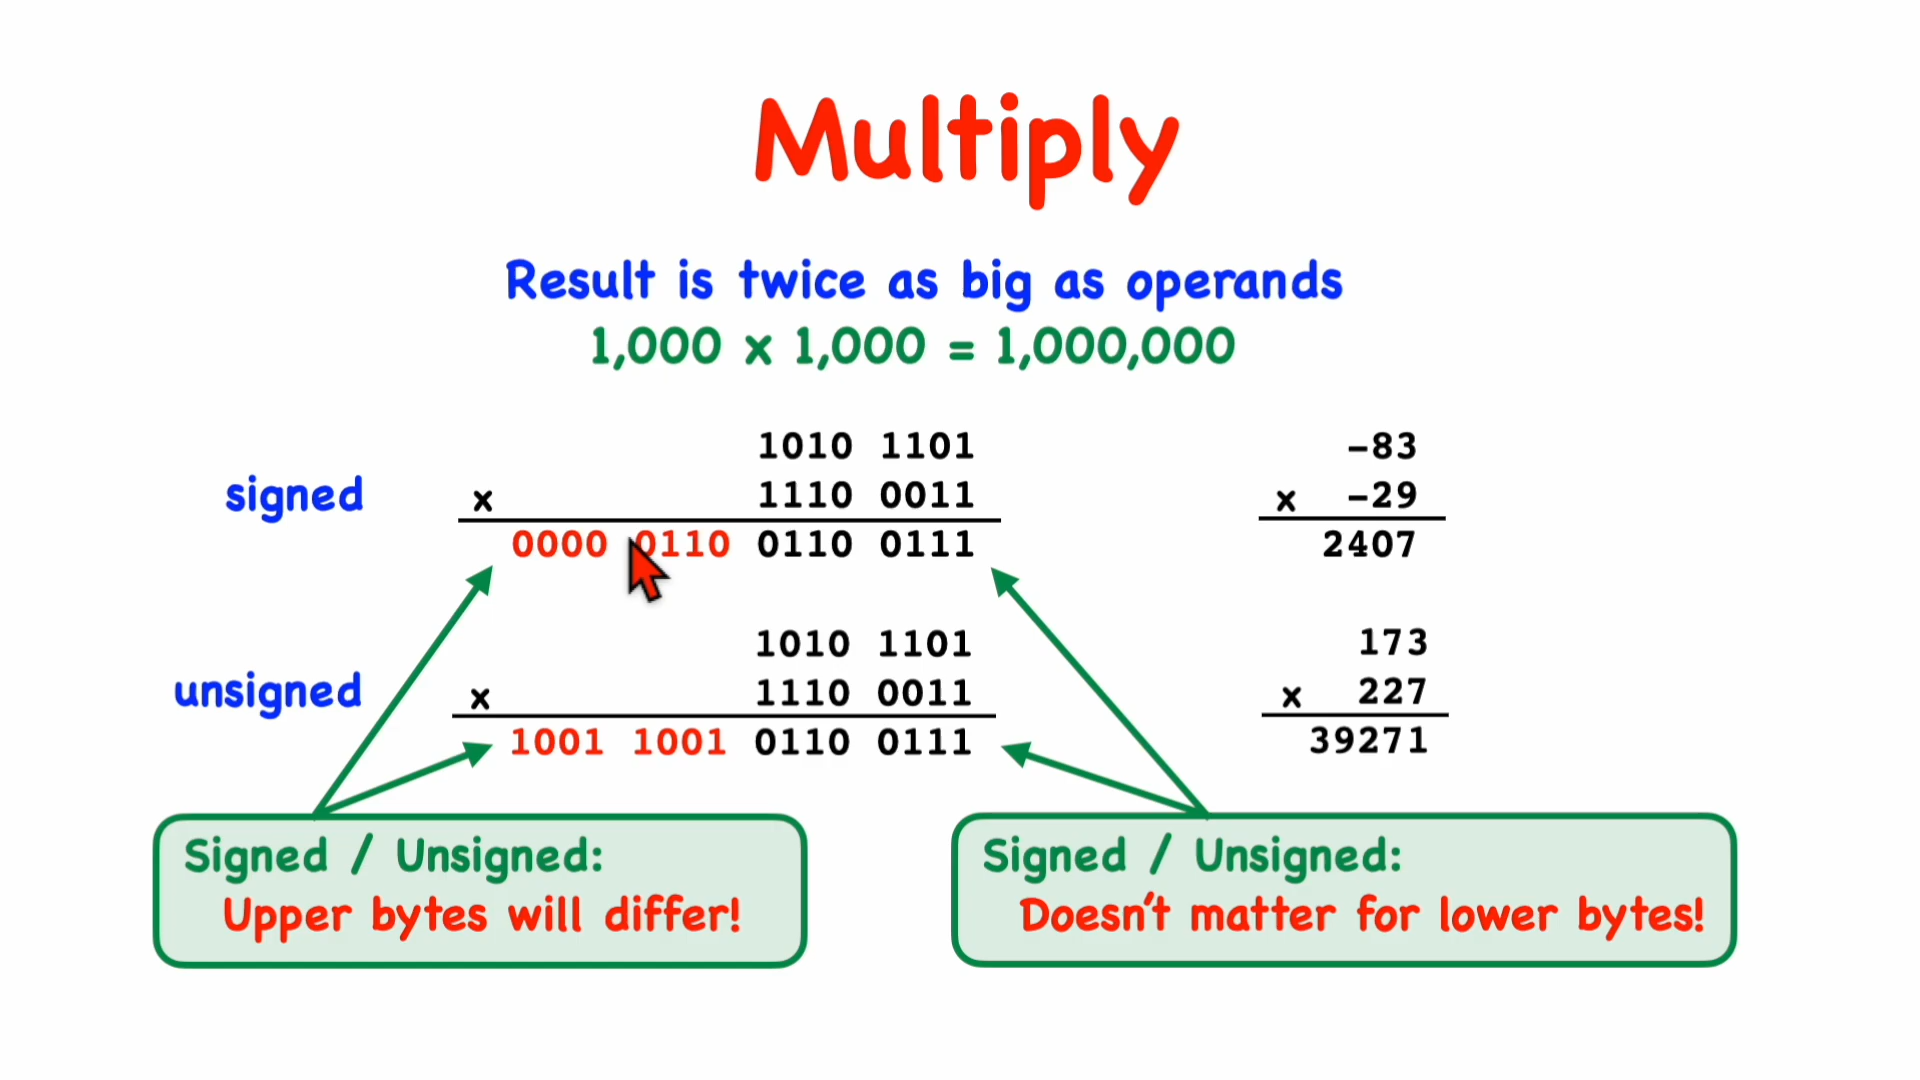 Multiply
Result is twice as big as operands
1,000 x 1,000 = 1,000,000
1010 1101
-83
signed
x 1110 0011
x -29
0000 0110 0110 0111
2407
1010 1101
173
unsigned
x 1110 0011
x 227
1001 1001 0110 0111
39271
Signed / Unsigned:
Upper bytes will differ!
Signed / Unsigned:
Doesn't matter for lower bytes!